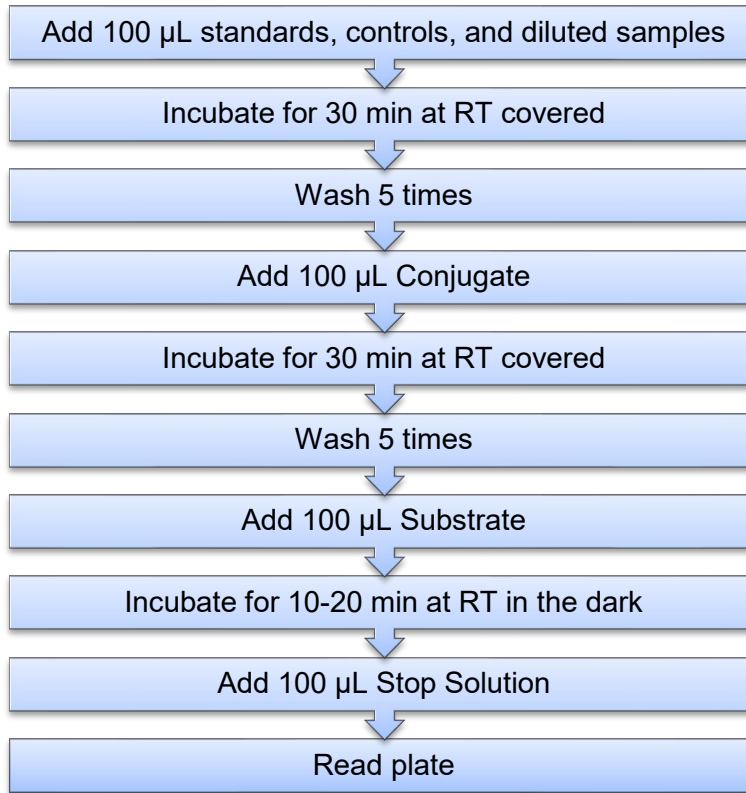 Add 100 µL standards, controls, and diluted samples
Incubate for 30 min at RT covered
Wash 5 times
Add 100 µL Conjugate
Incubate for 30 min at RT covered
Wash 5 times
Add 100 µL Substrate
Incubate for 10-20 min at RT in the dark
Add 100 µL Stop Solution
Read plate